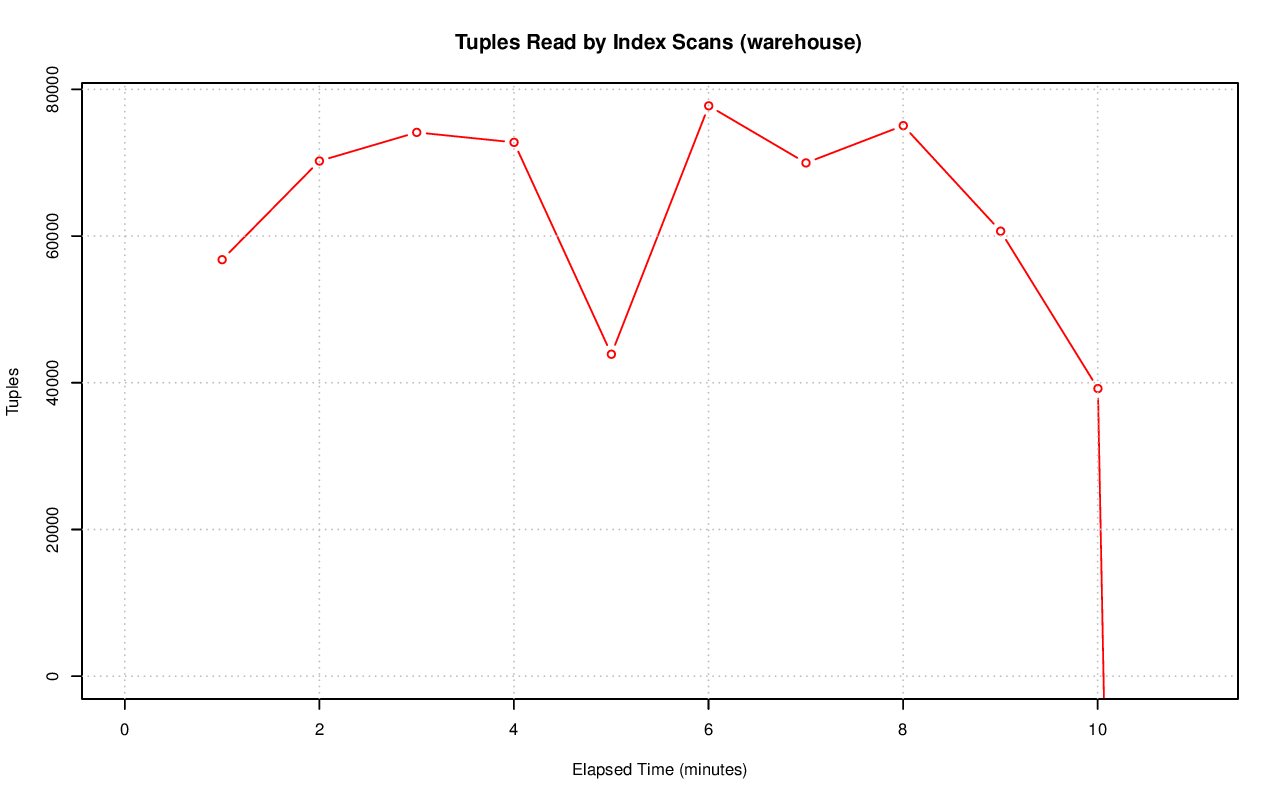 Tuples Read by Index Scans (warehouse)
80000
60000
40000
20000
0
Tuples
0 2 4 6 8 10
Elapsed Time (minutes)